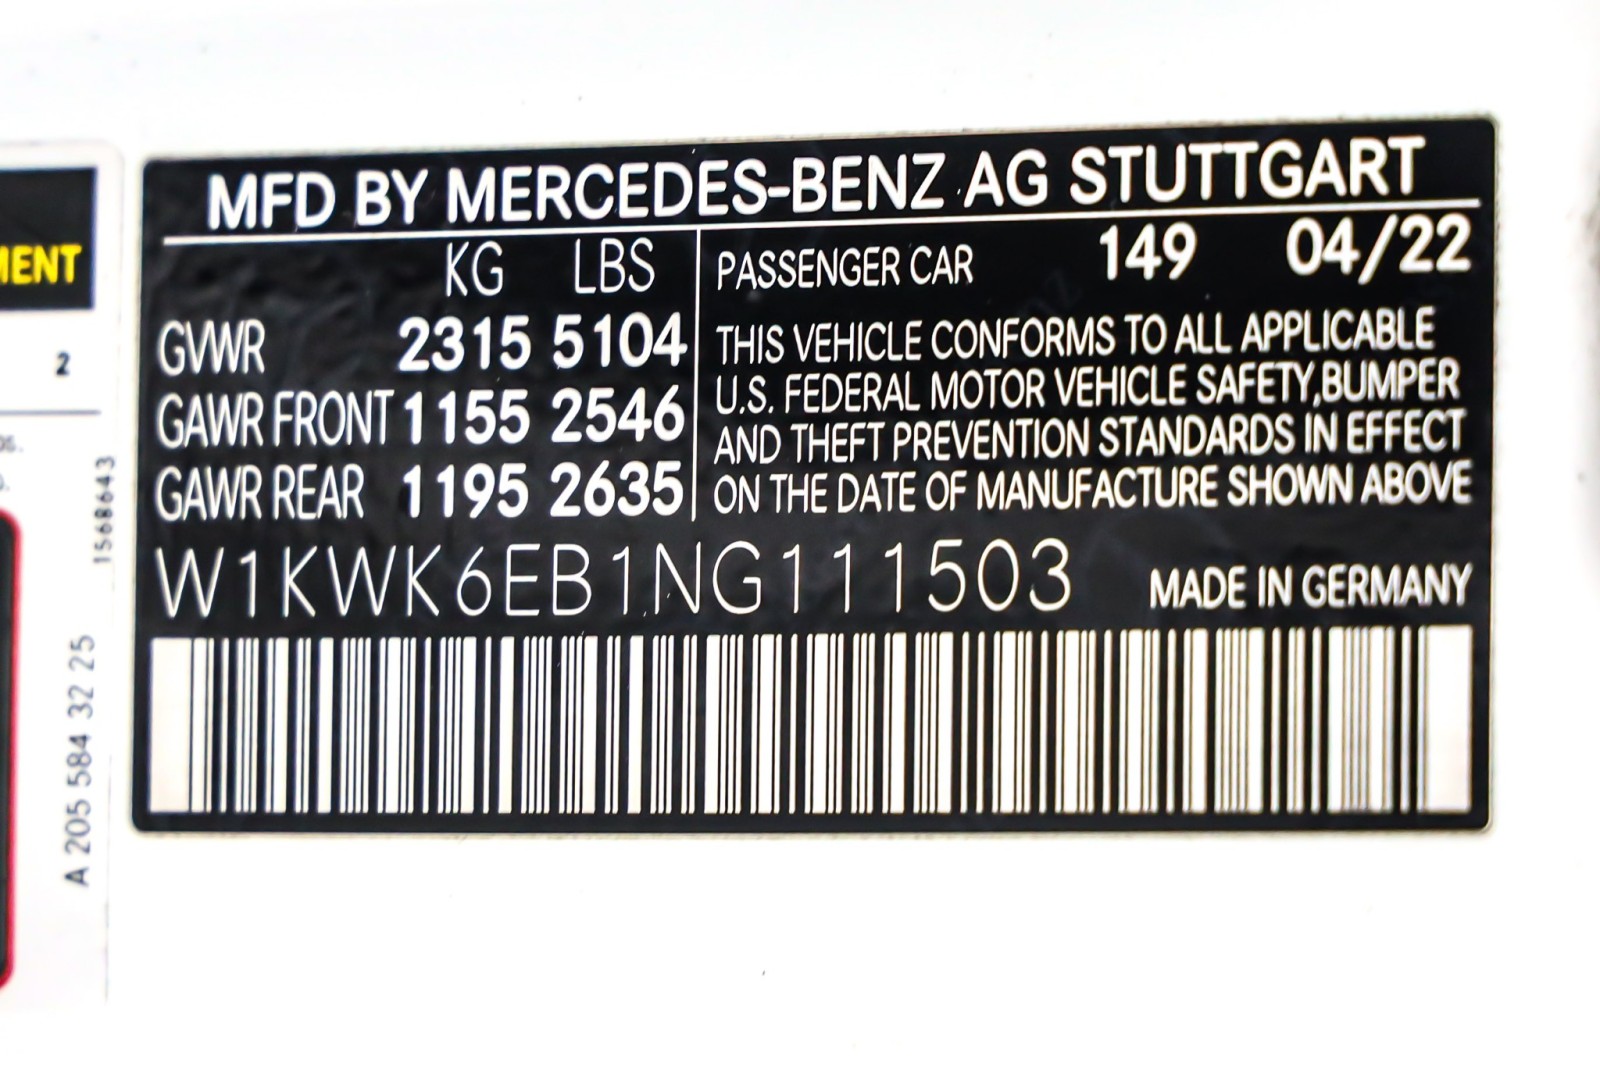 MFD BY MERCEDES-BENZ AG STUTTGART
KG LBS
GVWR 2315 5104
GAWR FRONT 1155 2546
GAWR REAR 1195 2635
PASSENGER CAR 149 04/22
THIS VEHICLE CONFORMS TO ALL APPLICABLE
U.S. FEDERAL MOTOR VEHICLE SAFETY,BUMPER
AND THEFT PREVENTION STANDARDS IN EFFECT
ON THE DATE OF MANUFACTURE SHOWN ABOVE
W1KWK6EB1NG111503
MADE IN GERMANY
2
1568643
A 205 584 32 25